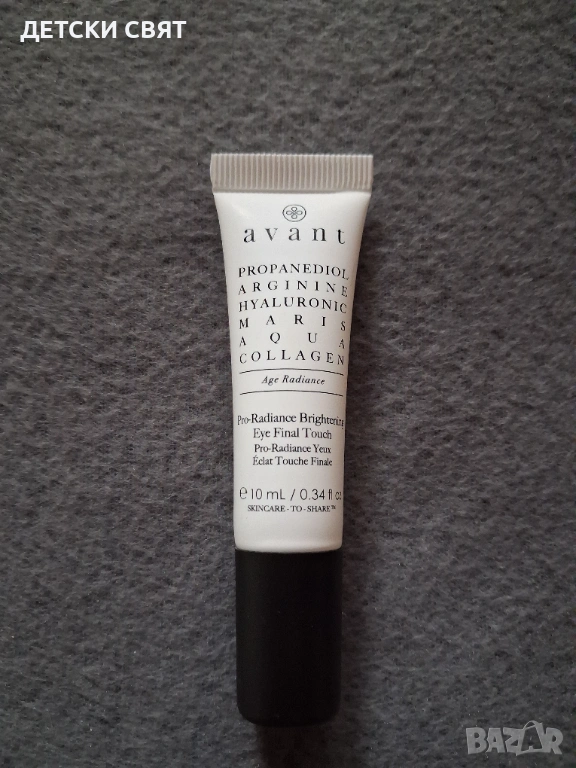 ДЕТСКИ СВЯТ
avant
PROPANEDIOL
ARGININE
HYALURONIC
MARIS
AQUA
COLLAGEN
Age Radiance
Pro-Radiance Brightening
Eye Final Touch
Pro-Radiance Yeux
Éclat Touche Finale
e 10 mL / 0.34 fl
SKINCARE-TO-SHARE™
BAZAR